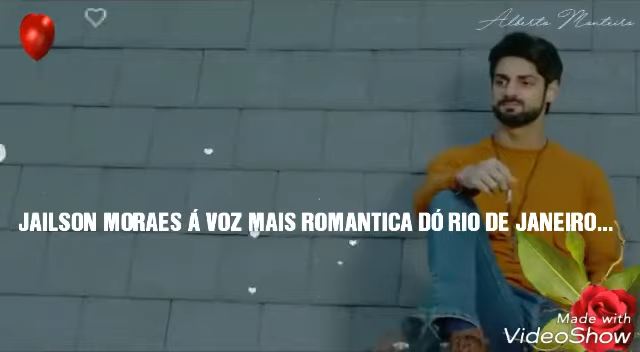 Alberto Monteiro
JAILSON MORAES Á VOZ MAIS ROMANTICA DÓ RIO DE JANEIRO...
Made with
VideoShow